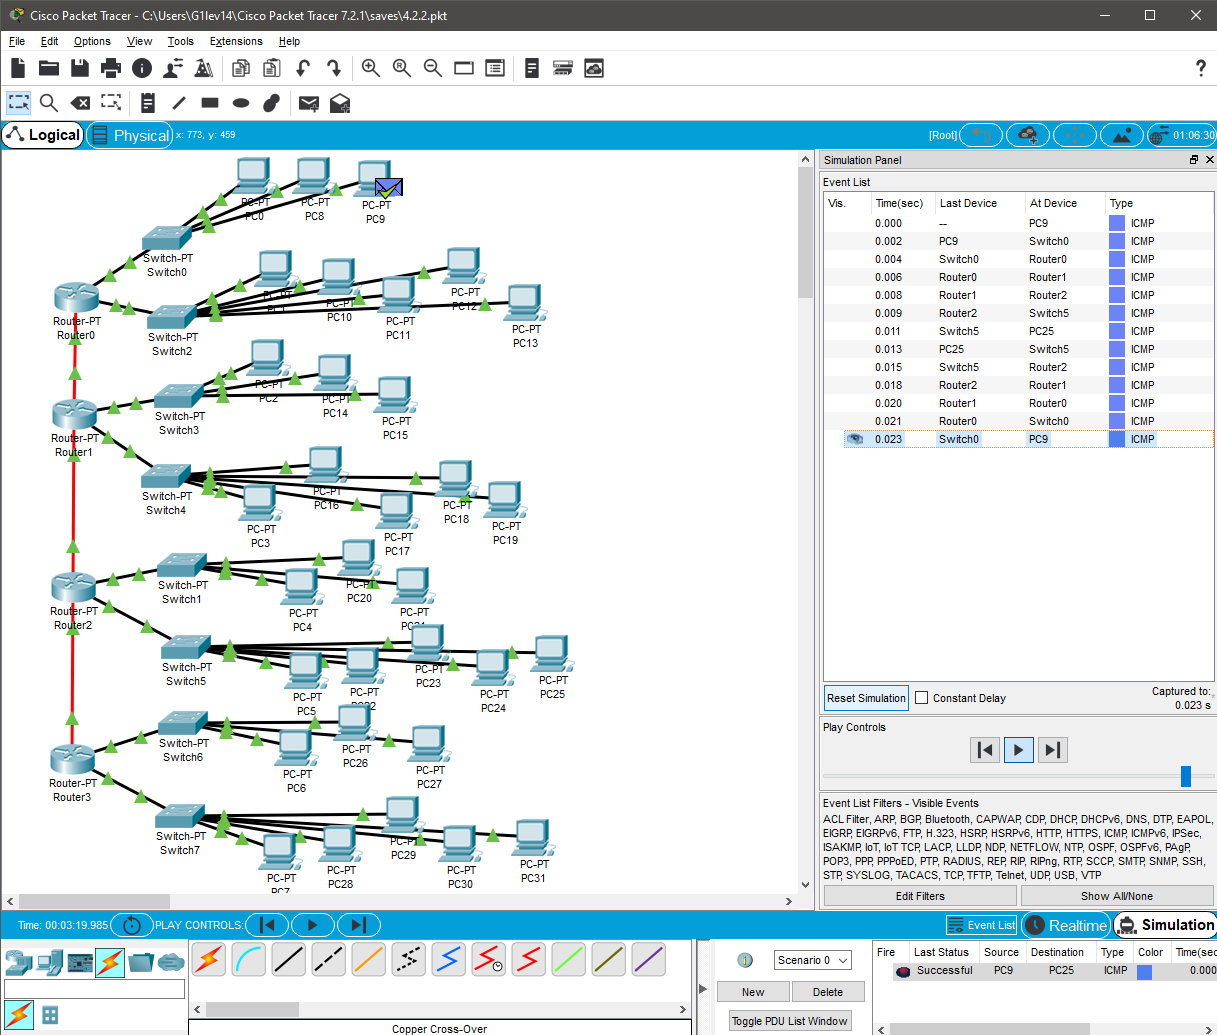 Cisco Packet Tracer - C:\Users\G1lev14\Cisco Packet Tracer 7.2.1\saves\4.2.2.pkt
File Edit Options View Tools Extensions Help
Logical Physical x: 773, y: 459 [Root] 01:06:30
PC-PT
PC0
PC-PT
PC8
PC-PT
PC9
Switch-PT
Switch0
Router-PT
Router0
Switch-PT
Switch2
PC-PT
PC-PT
PC10
PC-PT
PC11
PC-PT
PC12
PC-PT
PC13
Switch-PT
Switch3
PC-PT
PC2
PC-PT
PC14
PC-PT
PC15
Router-PT
Router1
Switch-PT
Switch4
PC-PT
PC16
PC-PT
PC3
PC-PT
PC17
PC-PT
PC18
PC-PT
PC19
Switch-PT
Switch1
PC-PT
PC20
PC-PT
PC4
PC-PT
Router-PT
Router2
Switch-PT
Switch5
PC-PT
PC5
PC-PT
PC-PT
PC23
PC-PT
PC24
PC-PT
PC25
Switch-PT
Switch6
PC-PT
PC6
PC-PT
PC26
PC-PT
PC27
Router-PT
Router3
Switch-PT
Switch7
PC-PT
PC7
PC-PT
PC28
PC29
PC-PT
PC30
PC-PT
PC31
Simulation Panel
Event List
Vis. Time(sec) Last Device At Device Type
0.000 -- PC9 ICMP
0.002 PC9 Switch0 ICMP
0.004 Switch0 Router0 ICMP
0.006 Router0 Router1 ICMP
0.008 Router1 Router2 ICMP
0.009 Router2 Switch5 ICMP
0.011 Switch5 PC25 ICMP
0.013 PC25 Switch5 ICMP
0.015 Switch5 Router2 ICMP
0.018 Router2 Router1 ICMP
0.020 Router1 Router0 ICMP
0.021 Router0 Switch0 ICMP
0.023 Switch0 PC9 ICMP
Reset Simulation Constant Delay Captured to:
0.023 s
Play Controls
Event List Filters - Visible Events
ACL Filter, ARP, BGP, Bluetooth, CAPWAP, CDP, DHCP, DHCPv6, DNS, DTP, EAPOL,
EIGRP, EIGRPv6, FTP, H.323, HSRP, HSRPv6, HTTP, HTTPS, ICMP, ICMPv6, IPSec,
ISAKMP, IoT, IoT TCP, LACP, LLDP, NDP, NETFLOW, NTP, OSPF, OSPFv6, PAgP,
POP3, PPP, PPPoED, PTP, RADIUS, REP, RIP, RIPng, RTP, SCCP, SMTP, SNMP, SSH,
STP, SYSLOG, TACACS, TCP, TFTP, Telnet, UDP, USB, VTP
Edit Filters Show All/None
Time: 00:03:19.985 PLAY CONTROLS: Event List Realtime Simulation
Scenario 0
New Delete
Toggle PDU List Window
Fire Last Status Source Destination Type Color Time(sec
Successful PC9 PC25 ICMP 0.000
Copper Cross-Over